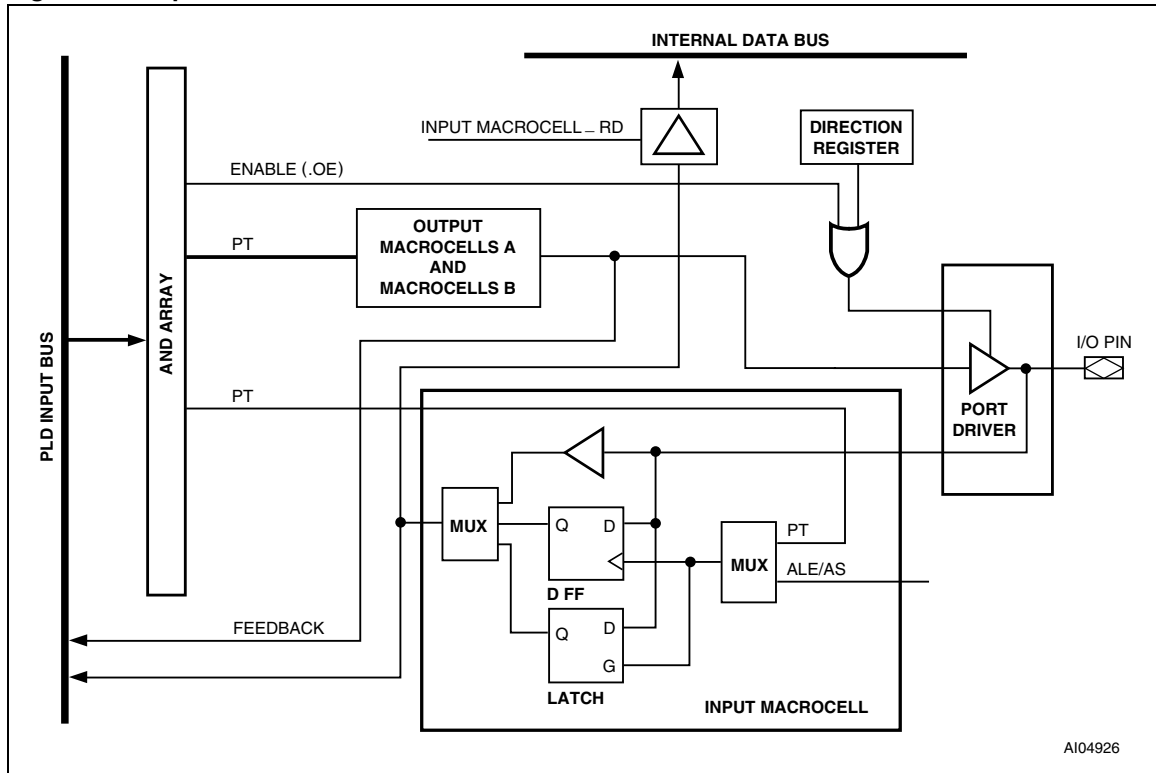 INTERNAL DATA BUS
INPUT MACROCELL _ RD
DIRECTION
REGISTER
ENABLE (.OE)
PT
OUTPUT
MACROCELLS A
AND
MACROCELLS B
AND ARRAY
PLD INPUT BUS
I/O PIN
PORT
DRIVER
PT
MUX
Q
D
D FF
MUX
PT
ALE/AS
Q
D
G
LATCH
FEEDBACK
INPUT MACROCELL
AI04926